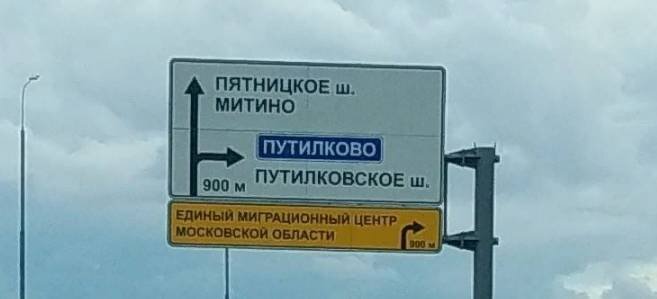 ПЯТНИЦКОЕ ш.
МИТИНО
ПУТИЛКОВО
ПУТИЛКОВСКОЕ ш.
900 м
ЕДИНЫЙ МИГРАЦИОННЫЙ ЦЕНТР
МОСКОВСКОЙ ОБЛАСТИ
900 м